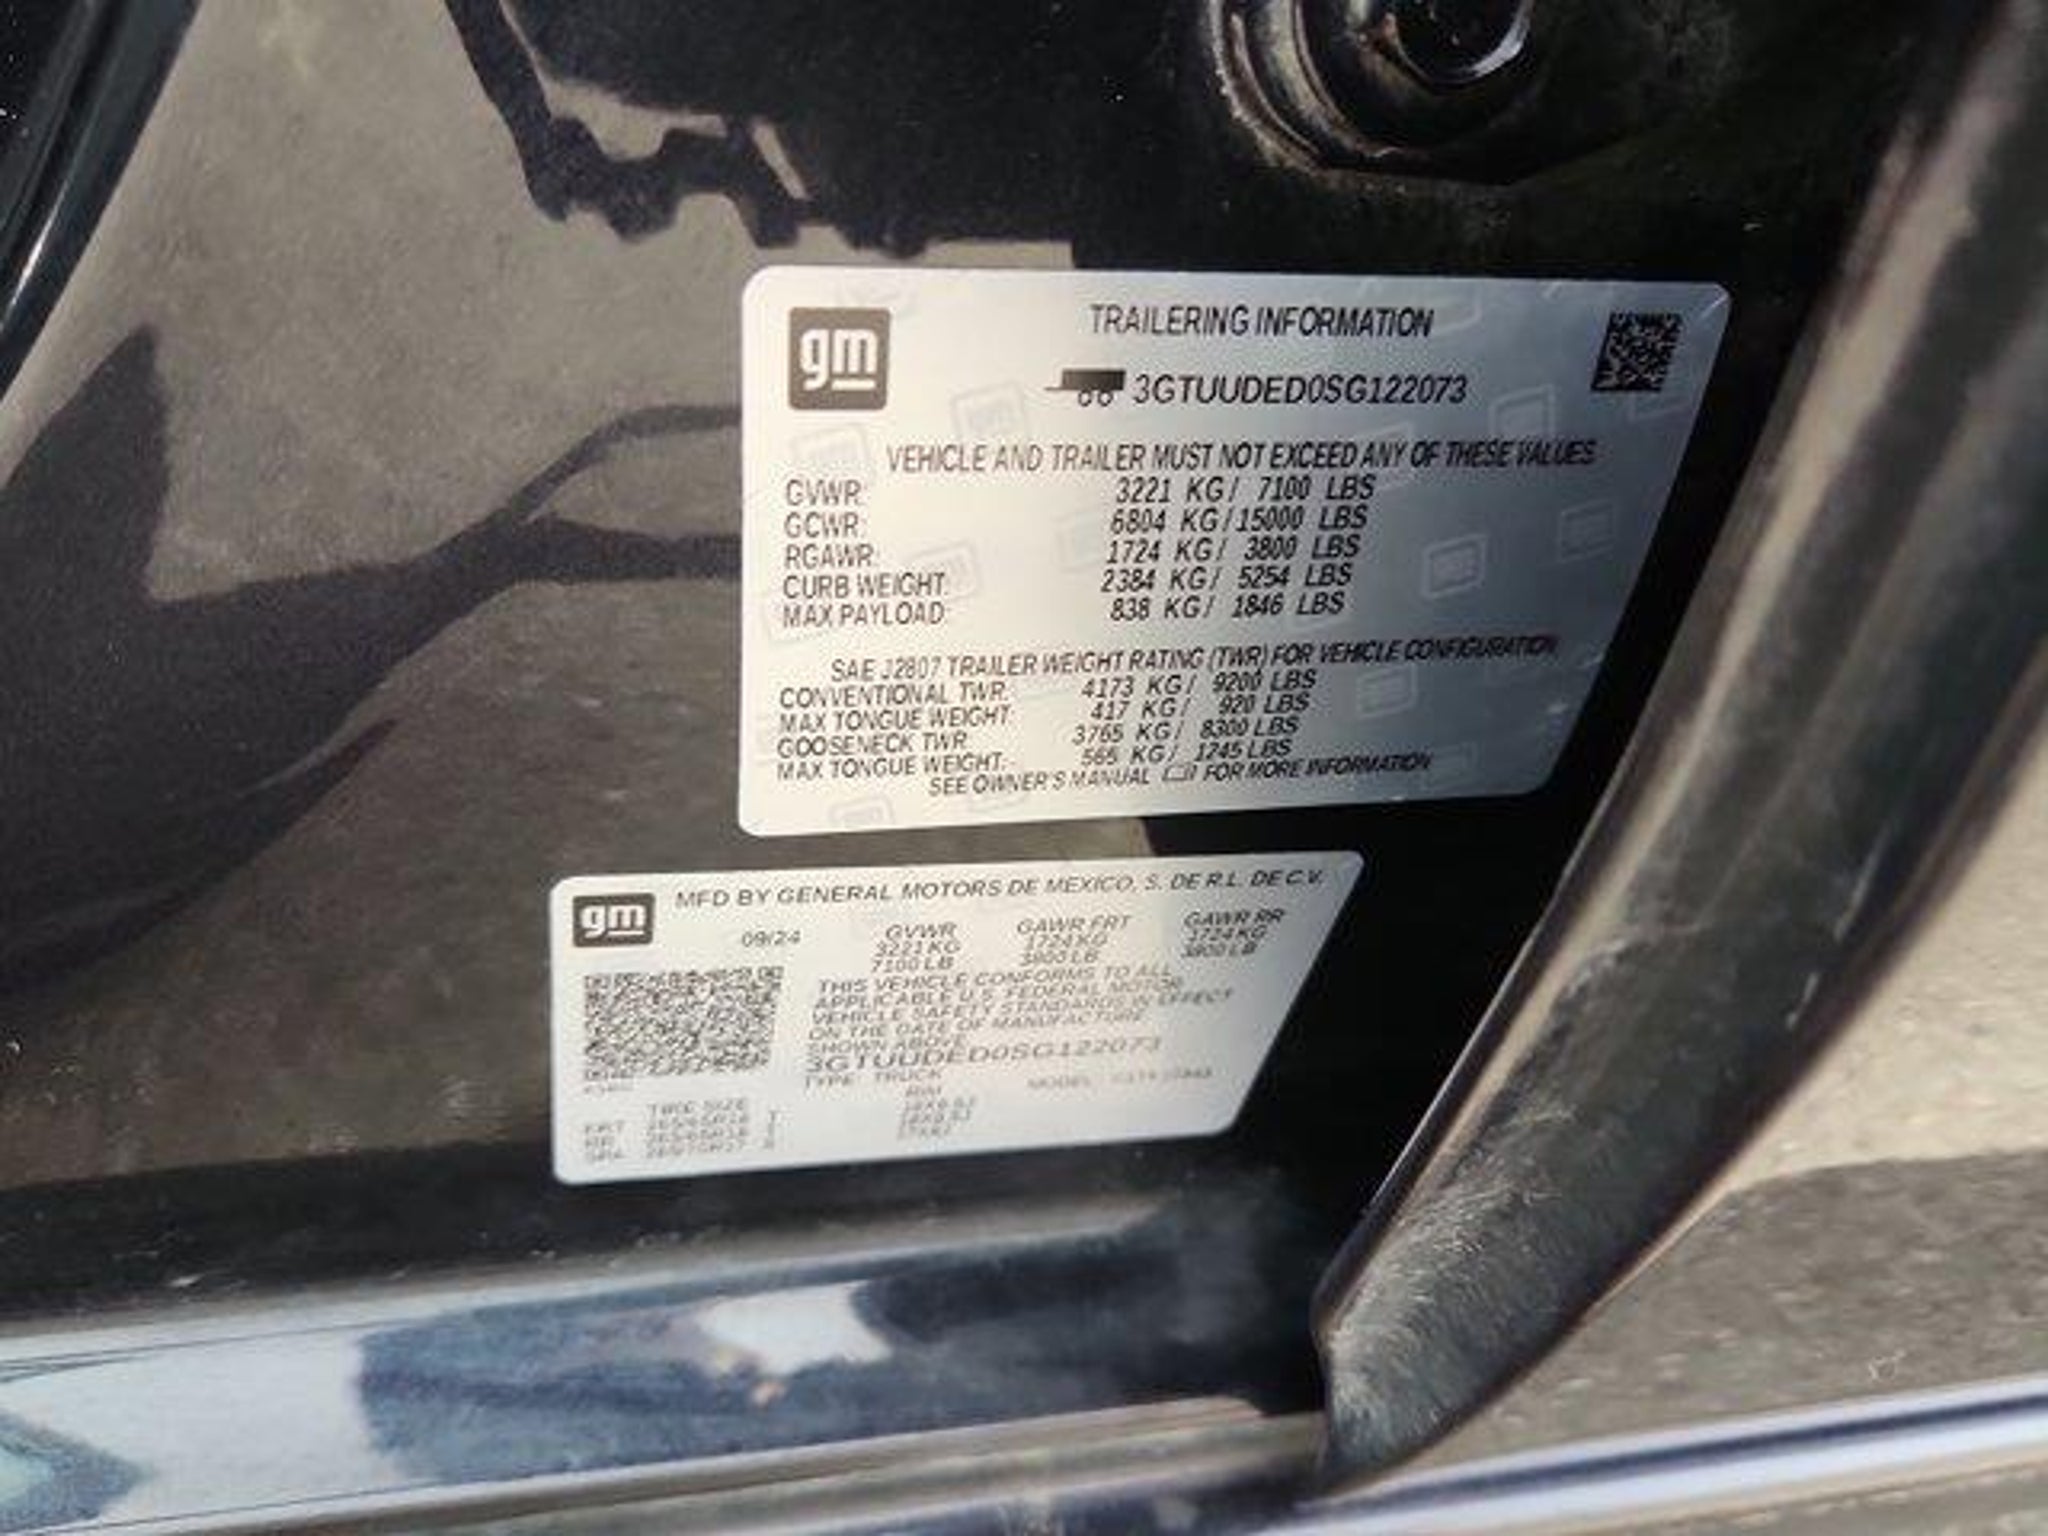 gm
TRAILERING INFORMATION
3GTUUDED0SG122073
VEHICLE AND TRAILER MUST NOT EXCEED ANY OF THESE VALUES
GVWR: 3221 KG/ 7100 LBS
GCWR: 6804 KG/15000 LBS
RGAWR: 1724 KG/ 3800 LBS
CURB WEIGHT: 2384 KG/ 5254 LBS
MAX PAYLOAD: 838 KG/ 1846 LBS
SAE J2807 TRAILER WEIGHT RATING (TWR) FOR VEHICLE CONFIGURATION
CONVENTIONAL TWR: 4173 KG/ 9200 LBS
MAX TONGUE WEIGHT: 417 KG/ 920 LBS
GOOSENECK TWR 3765 KG/ 8300 LBS
MAX TONGUE WEIGHT: 565 KG/ 1245 LBS
SEE OWNER'S MANUAL FOR MORE INFORMATION
gm
MFD BY GENERAL MOTORS DE MEXICO, S. DE R.L. DE C.V.
09/24
GVWR GAWR FRT GAWR RR
3221 KG 1724 KG 1724 KG
7100 LB 3800 LB 3800 LB
THIS VEHICLE CONFORMS TO ALL
APPLICABLE U.S. FEDERAL MOTOR
VEHICLE SAFETY STANDARDS IN EFFECT
ON THE DATE OF MANUFACTURE
SHOWN ABOVE
3GTUUDED0SG122073
TYPE: TRUCK MODEL:
TIRE SIZE RIM
FRT
RR
SPA